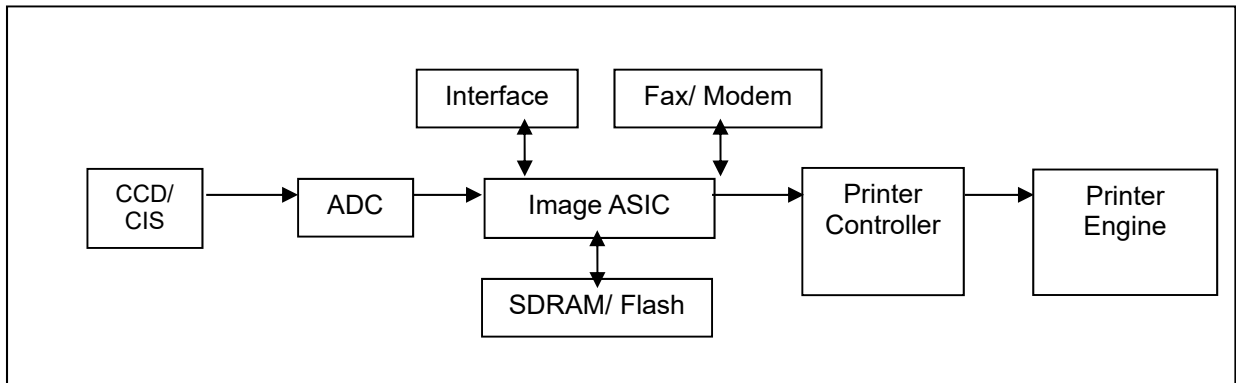 Interface
Fax/ Modem
CCD/
CIS
ADC
Image ASIC
Printer
Controller
Printer
Engine
SDRAM/ Flash